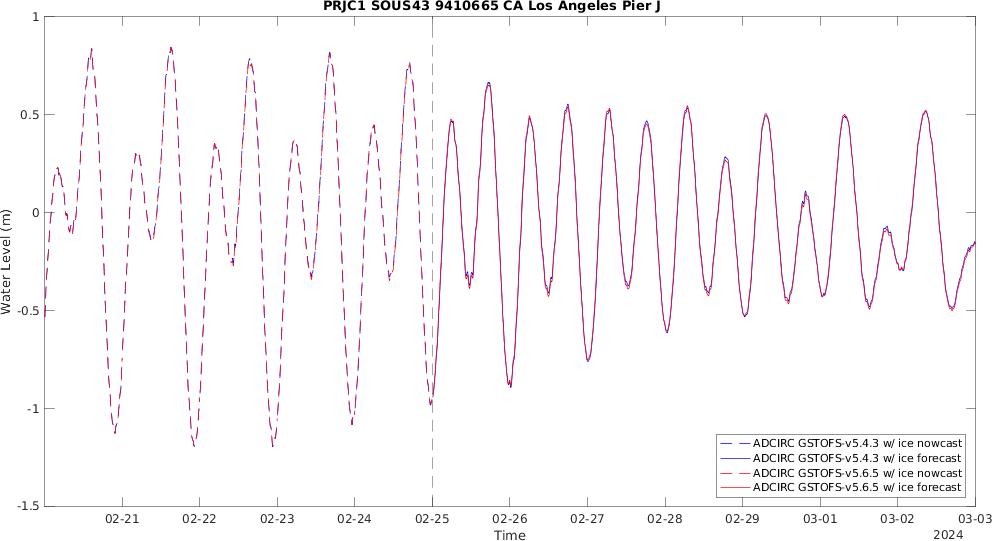 PRJC1 SOUS43 9410665 CA Los Angeles Pier J
1
0.5
0
-0.5
-1
-1.5
Water Level (m)
ADCIRC GSTOFS-v5.4.3 w/ ice nowcast
ADCIRC GSTOFS-v5.4.3 w/ ice forecast
ADCIRC GSTOFS-v5.6.5 w/ ice nowcast
ADCIRC GSTOFS-v5.6.5 w/ ice forecast
02-21 02-22 02-23 02-24 02-25 02-26 02-27 02-28 02-29 03-01 03-02 03-03
Time
2024